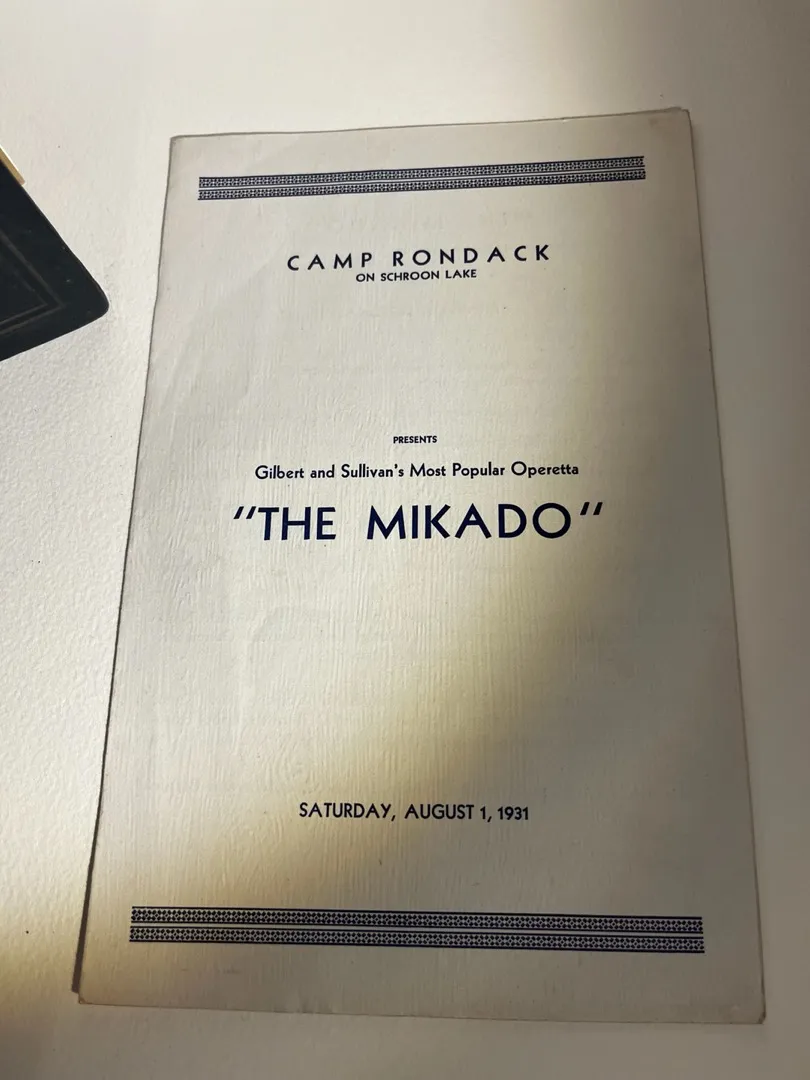 CAMP RONDACK
ON SCHROON LAKE
PRESENTS
Gilbert and Sullivan's Most Popular Operetta
"THE MIKADO"
SATURDAY, AUGUST 1, 1931